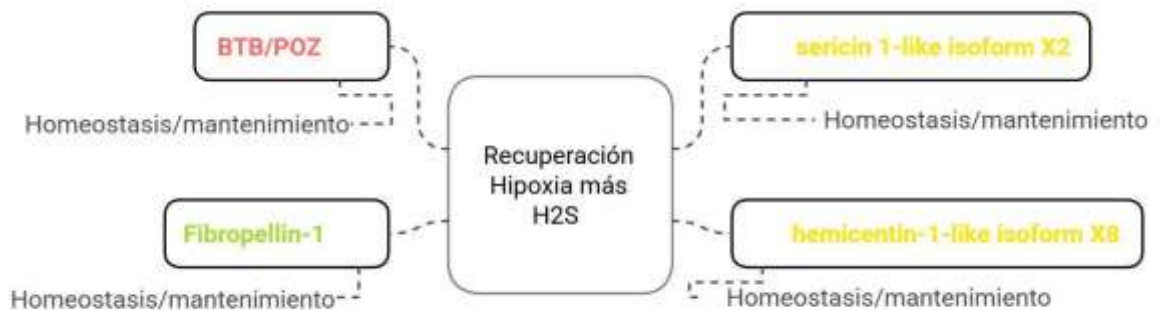 BTB/POZ
Homeostasis/mantenimiento
Fibropellin-1
Homeostasis/mantenimiento
Recuperación
Hipoxia más
H2S
sericin 1-like isoform X2
Homeostasis/mantenimiento
hemicentin-1-like isoform X8
Homeostasis/mantenimiento